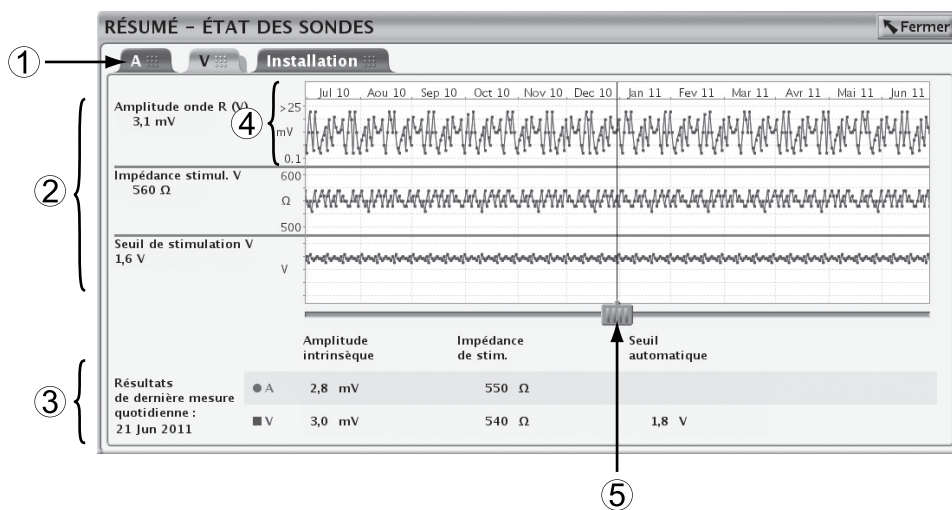 RÉSUMÉ – ÉTAT DES SONDES
Fermer
1
A
V
Installation
Jul 10 Aou 10 Sep 10 Oct 10 Nov 10 Dec 10 Jan 11 Fev 11 Mar 11 Avr 11 Mai 11 Jun 11
2
Amplitude onde R (V)
3,1 mV
4
>25
mV
0.1
Impédance stimul. V
560 Ω
600
Ω
500
Seuil de stimulation V
1,6 V
V
Amplitude intrinsèque
Impédance de stim.
Seuil automatique
3
Résultats
de dernière mesure
quotidienne :
21 Jun 2011
A 2,8 mV 550 Ω
V 3,0 mV 540 Ω 1,8 V
5